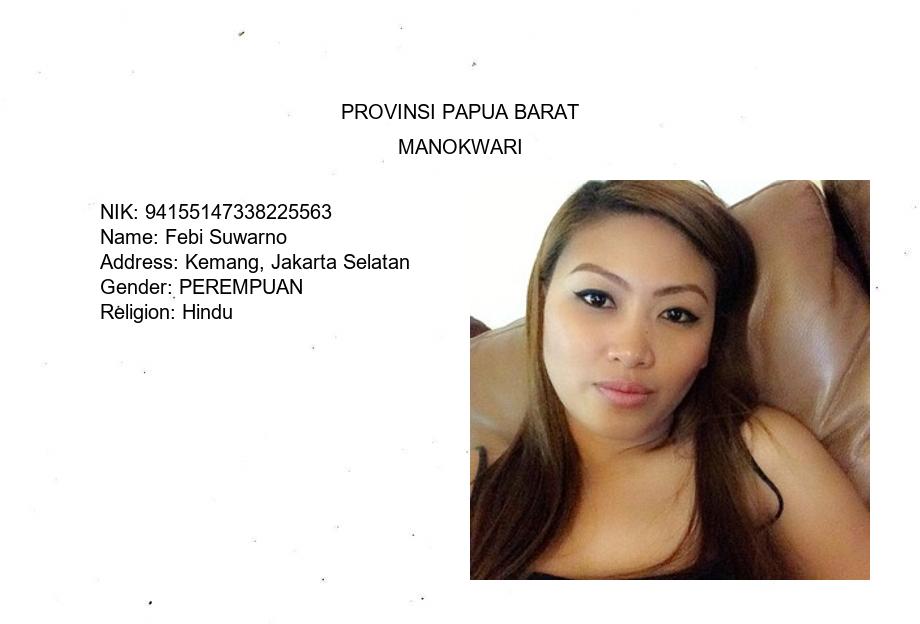 PROVINSI PAPUA BARAT
MANOKWARI
NIK: 94155147338225563
Name: Febi Suwarno
Address: Kemang, Jakarta Selatan
Gender: PEREMPUAN
Religion: Hindu